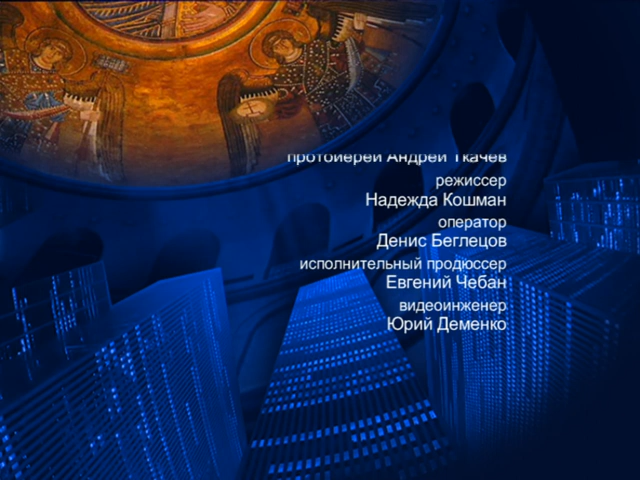 протоиерей Андрей Ткачев
режиссер
Надежда Кошман
оператор
Денис Беглецов
исполнительный продюссер
Евгений Чебан
видеоинженер
Юрий Деменко